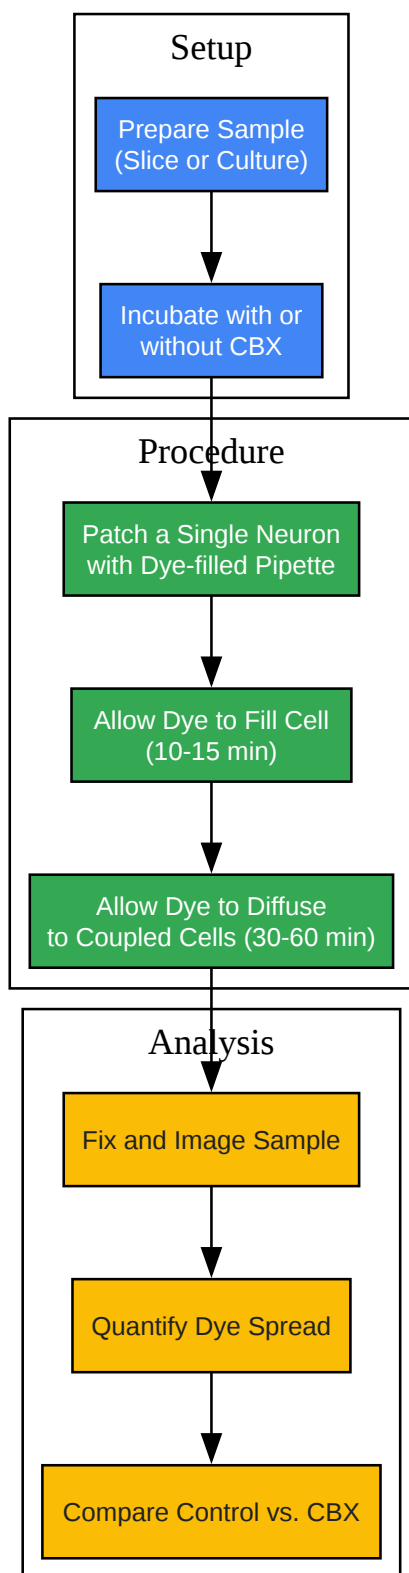 Setup
Prepare Sample
(Slice or Culture)
Incubate with or
without CBX
Procedure
Patch a Single Neuron
with Dye-filled Pipette
Allow Dye to Fill Cell
(10-15 min)
Allow Dye to Diffuse
to Coupled Cells (30-60 min)
Analysis
Fix and Image Sample
Quantify Dye Spread
Compare Control vs. CBX